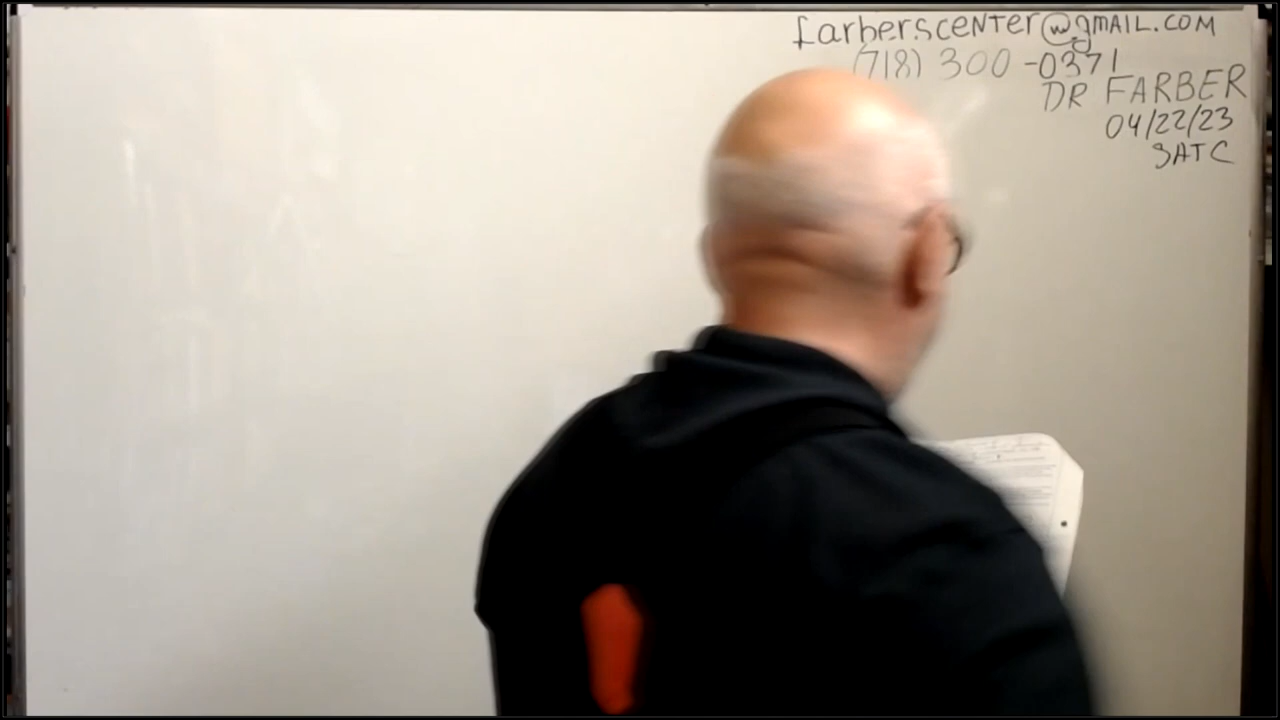 farberscenter@gmail.com
(718) 300-0371
DR FARBER
04/22/23
SATC